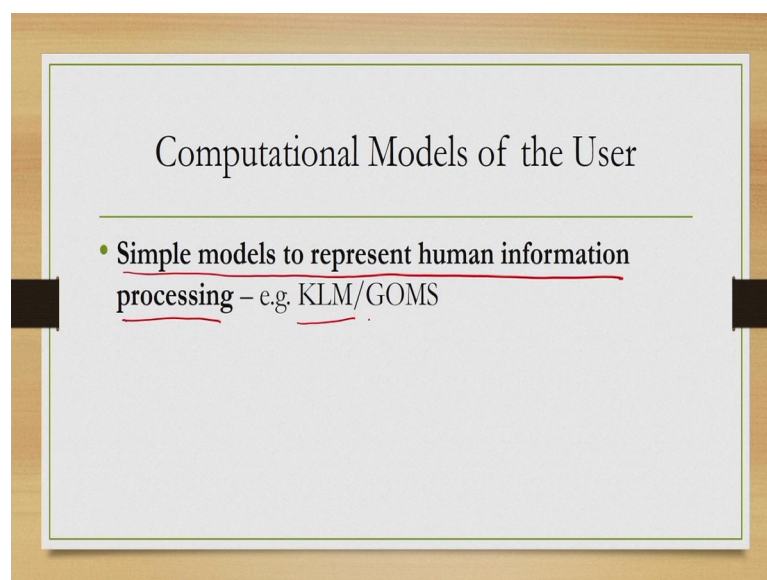 Computational Models of the User
• Simple models to represent human information
processing – e.g. KLM/GOMS